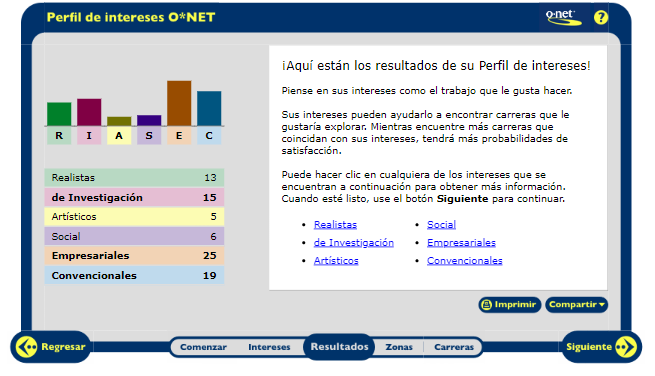 Perfil de intereses O*NET
o·net
?
¡Aquí están los resultados de su Perfil de intereses!
Piense en sus intereses como el trabajo que le gusta hacer.
Sus intereses pueden ayudarlo a encontrar carreras que le
gustaría explorar. Mientras encuentre más carreras que
coincidan con sus intereses, tendrá más probabilidades de
satisfacción.
Puede hacer clic en cualquiera de los intereses que se
encuentran a continuación para obtener más información.
Cuando esté listo, use el botón Siguiente para continuar.
• Realistas
• de Investigación
• Artísticos
• Social
• Empresariales
• Convencionales
R I A S E C
Realistas 13
de Investigación 15
Artísticos 5
Social 6
Empresariales 25
Convencionales 19
Imprimir
Compartir
Regresar
Comenzar Intereses Resultados Zonas Carreras
Siguiente